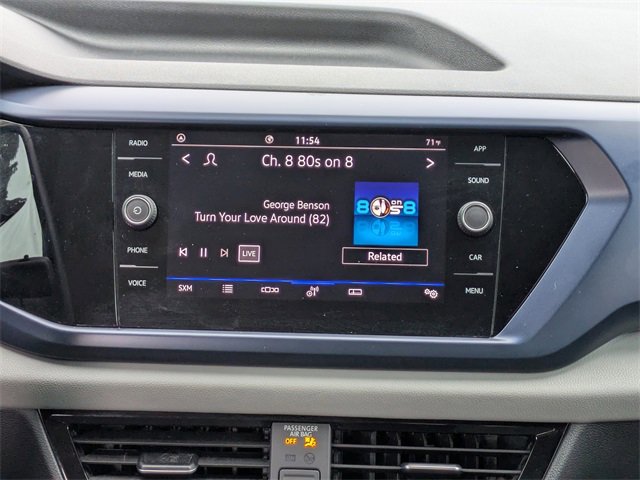 RADIO
MEDIA
PHONE
VOICE
11:54
71°F
Ch. 8 80s on 8
George Benson
Turn Your Love Around (82)
8 on 8
80s
LIVE
Related
SXM
APP
SOUND
CAR
MENU
PASSENGER
AIR BAG
OFF